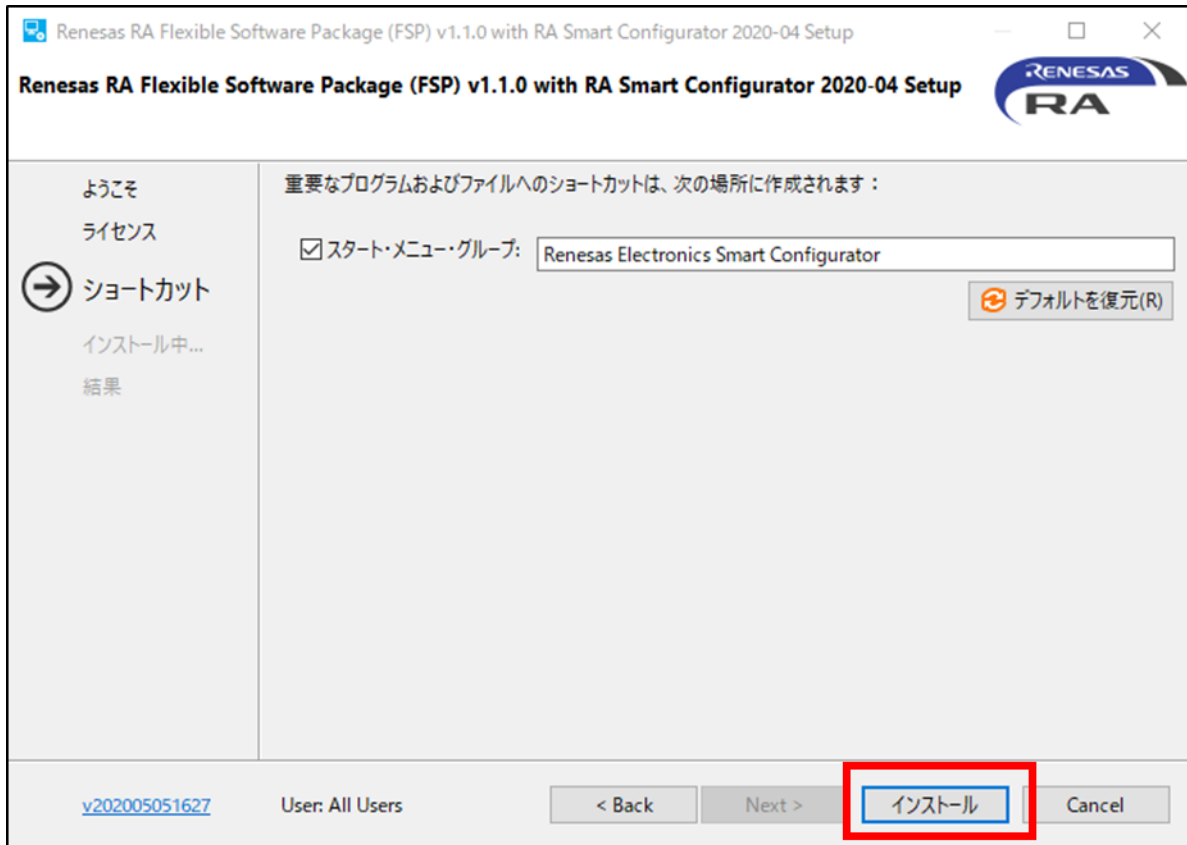 Renesas RA Flexible Software Package (FSP) v1.1.0 with RA Smart Configurator 2020-04 Setup
Renesas RA Flexible Software Package (FSP) v1.1.0 with RA Smart Configurator 2020-04 Setup
RENESAS
RA
ようこそ
ライセンス
ショートカット
インストール中...
結果
重要なプログラムおよびファイルへのショートカットは、次の場所に作成されます：
スタート・メニュー・グループ:
Renesas Electronics Smart Configurator
デフォルトを復元(R)
v202005051627
User: All Users
< Back
Next >
インストール
Cancel